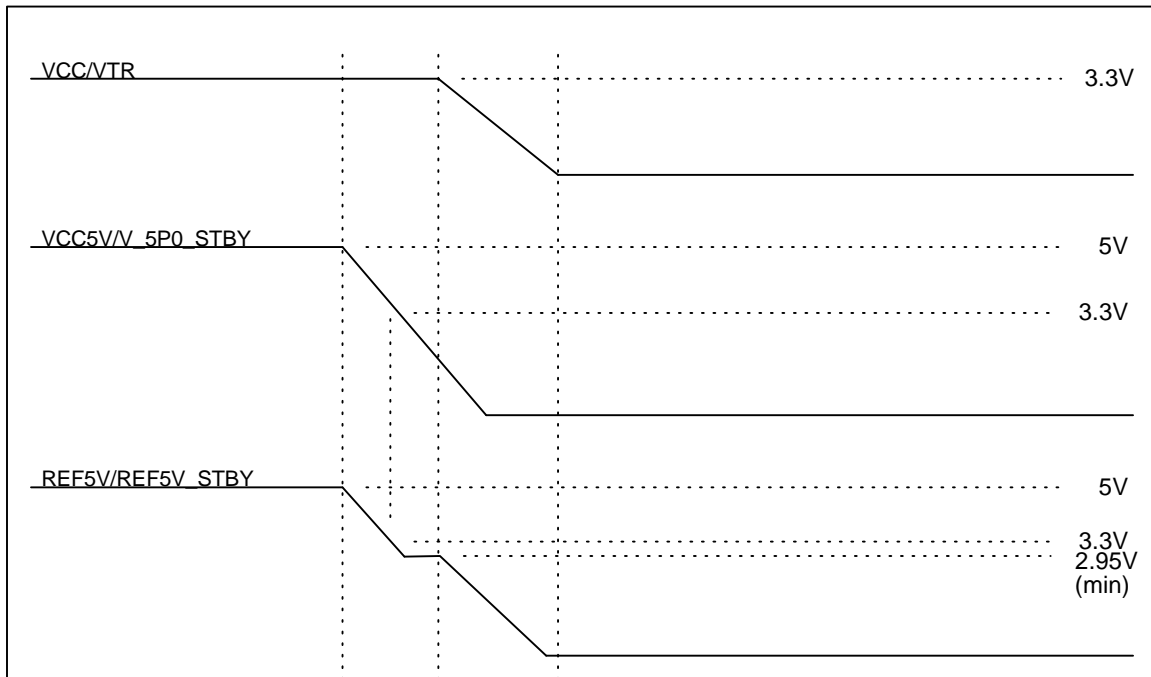 VCC/VTR
3.3V
VCC5V/V_5P0_STBY
5V
3.3V
REF5V/REF5V_STBY
5V
3.3V
2.95V
(min)